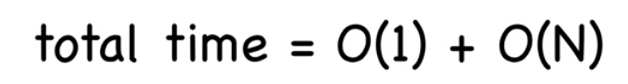 total time = O(1) + O(N)